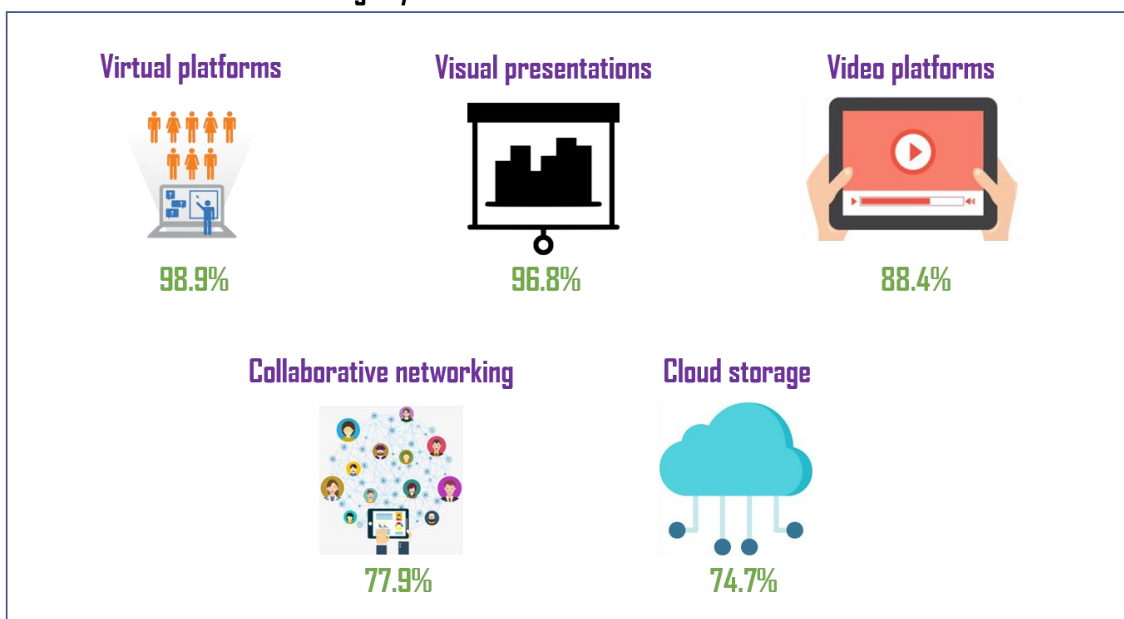 Virtual platforms
Visual presentations
Video platforms
98.9%
96.8%
88.4%
Collaborative networking
Cloud storage
77.9%
74.7%